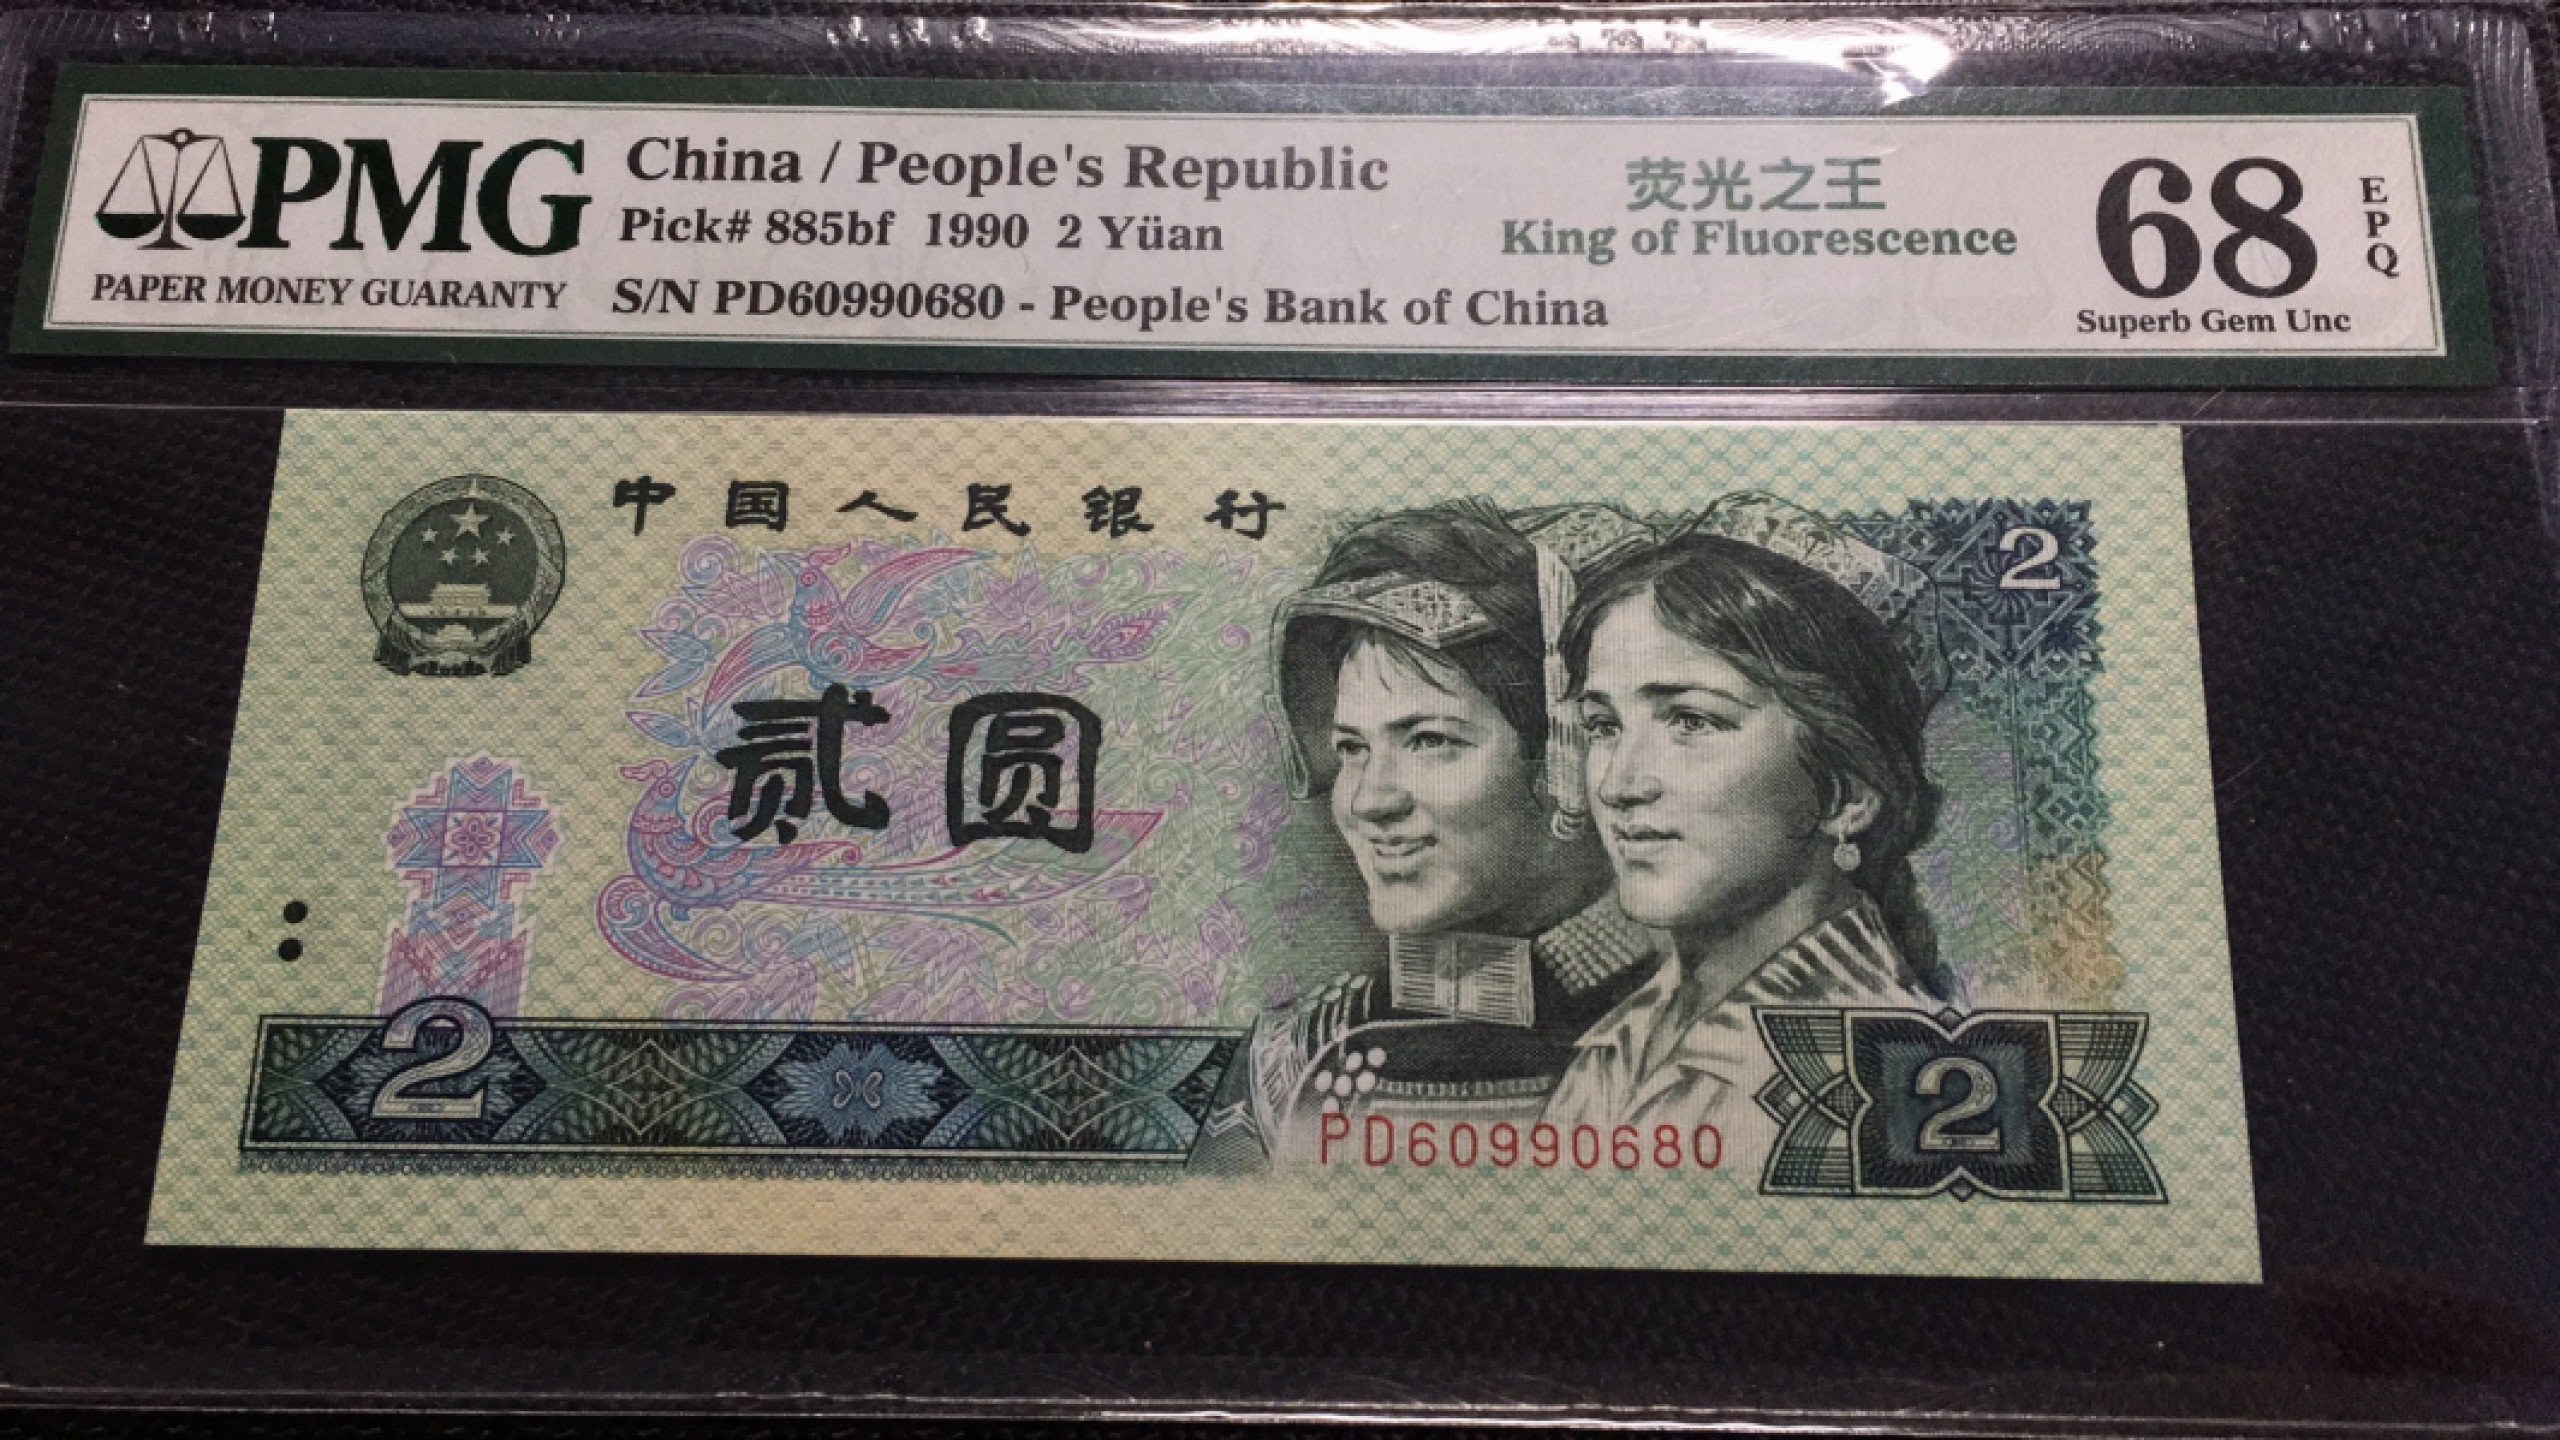 PMG
PAPER MONEY GUARANTY
China / People's Republic
Pick# 885bf 1990 2 Yüan
S/N PD60990680 - People's Bank of China
荧光之王
King of Fluorescence
68
EPQ
Superb Gem Unc
中国人民银行
2
贰圆
2
PD60990680
2